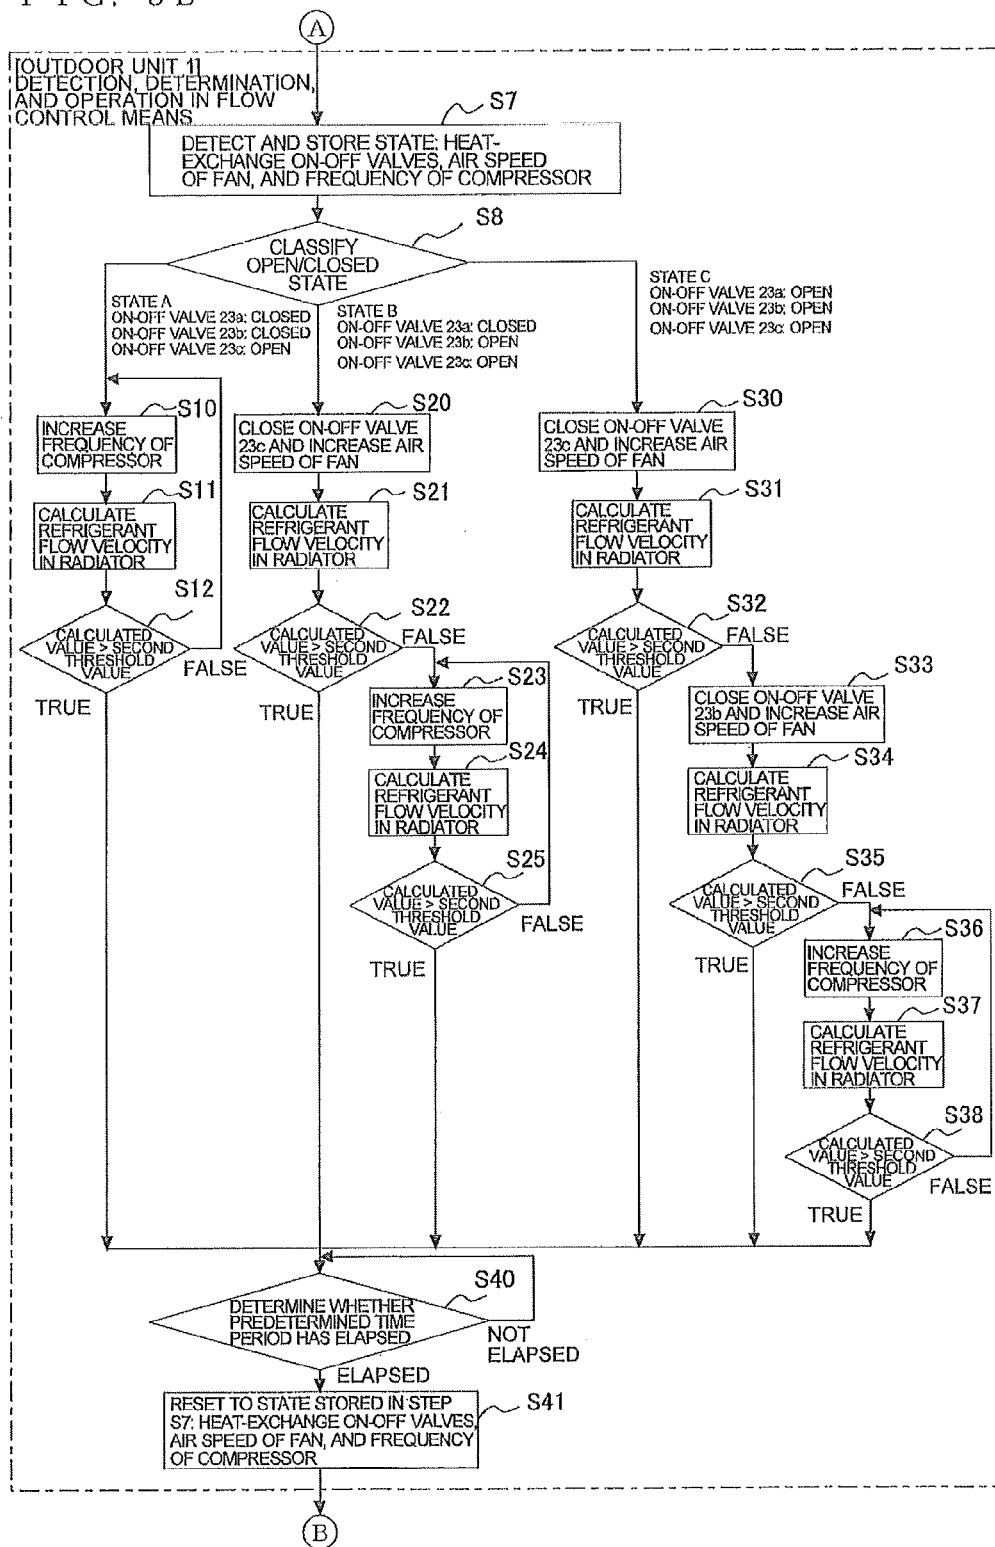 A
[OUTDOOR UNIT 1]
DETECTION, DETERMINATION,
AND OPERATION IN FLOW
CONTROL MEANS
S7
DETECT AND STORE STATE: HEAT-
EXCHANGE ON-OFF VALVES, AIR SPEED
OF FAN, AND FREQUENCY OF COMPRESSOR
S8
CLASSIFY
OPEN/CLOSED
STATE
STATE A
ON-OFF VALVE 23a: CLOSED
ON-OFF VALVE 23b: CLOSED
ON-OFF VALVE 23c: OPEN
STATE B
ON-OFF VALVE 23a: CLOSED
ON-OFF VALVE 23b: OPEN
ON-OFF VALVE 23c: OPEN
STATE C
ON-OFF VALVE 23a: OPEN
ON-OFF VALVE 23b: OPEN
ON-OFF VALVE 23c: OPEN
S10
INCREASE
FREQUENCY OF
COMPRESSOR
S11
CALCULATE
REFRIGERANT
FLOW VELOCITY
IN RADIATOR
S12
CALCULATED
VALUE > SECOND
THRESHOLD
VALUE
FALSE
TRUE
S20
CLOSE ON-OFF VALVE
23c AND INCREASE AIR
SPEED OF FAN
S21
CALCULATE
REFRIGERANT
FLOW VELOCITY
IN RADIATOR
S22
CALCULATED
VALUE > SECOND
THRESHOLD
VALUE
FALSE
TRUE
S23
INCREASE
FREQUENCY OF
COMPRESSOR
S24
CALCULATE
REFRIGERANT
FLOW VELOCITY
IN RADIATOR
S25
CALCULATED
VALUE > SECOND
THRESHOLD
VALUE
FALSE
TRUE
S30
CLOSE ON-OFF VALVE
23c AND INCREASE AIR
SPEED OF FAN
S31
CALCULATE
REFRIGERANT
FLOW VELOCITY
IN RADIATOR
S32
CALCULATED
VALUE > SECOND
THRESHOLD
VALUE
FALSE
TRUE
S33
CLOSE ON-OFF VALVE
23b AND INCREASE AIR
SPEED OF FAN
S34
CALCULATE
REFRIGERANT
FLOW VELOCITY
IN RADIATOR
S35
CALCULATED
VALUE > SECOND
THRESHOLD
VALUE
FALSE
TRUE
S36
INCREASE
FREQUENCY OF
COMPRESSOR
S37
CALCULATE
REFRIGERANT
FLOW VELOCITY
IN RADIATOR
S38
CALCULATED
VALUE > SECOND
THRESHOLD
VALUE
FALSE
TRUE
S40
DETERMINE WHETHER
PREDETERMINED TIME
PERIOD HAS ELAPSED
NOT
ELAPSED
ELAPSED
S41
RESET TO STATE STORED IN STEP
S7: HEAT-EXCHANGE ON-OFF VALVES,
AIR SPEED OF FAN, AND FREQUENCY
OF COMPRESSOR
B